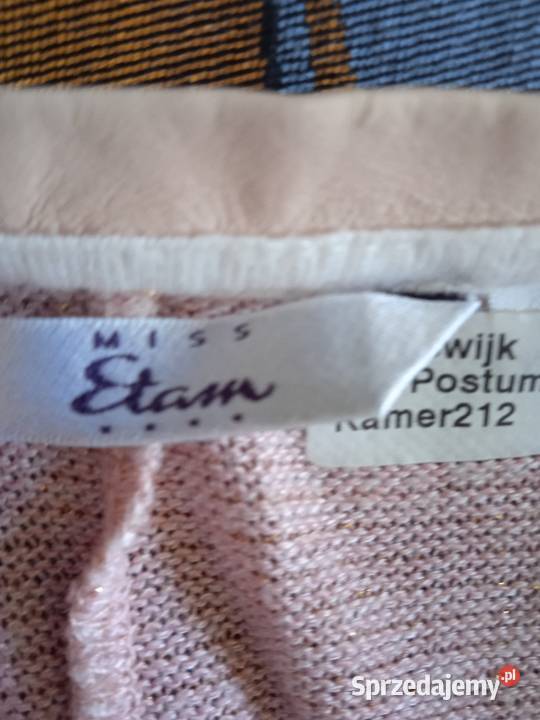 MISS
Etam
wijk
Postum
Kamer212
Sprzedajemy.pl